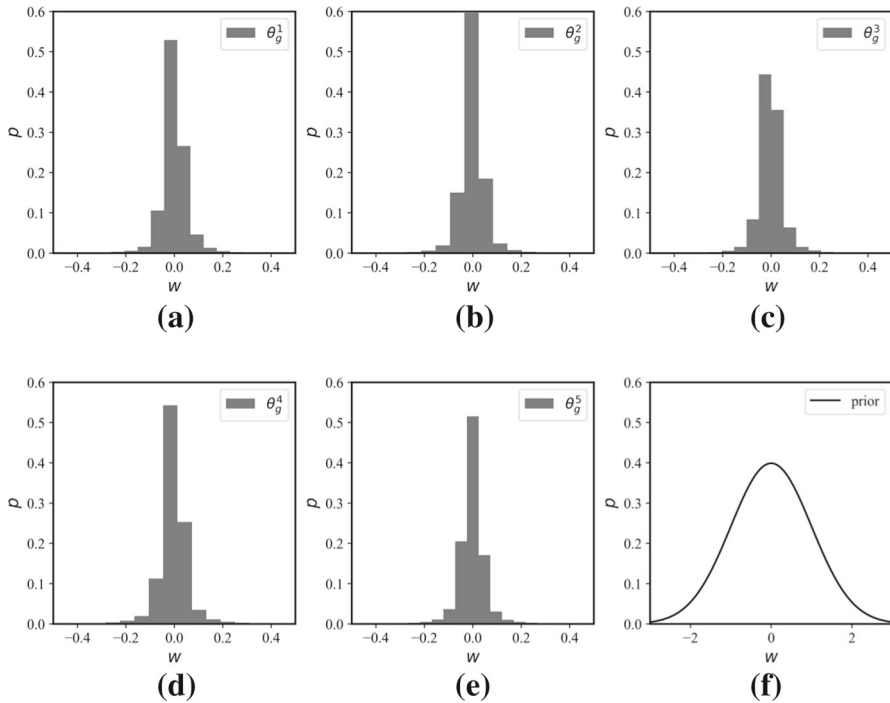 0.6 0.6 0.6
θ_g^1 θ_g^2 θ_g^3
0.5 0.5 0.5
0.4 0.4 0.4
p p p
0.3 0.3 0.3
0.2 0.2 0.2
0.1 0.1 0.1
0.0 0.0 0.0
−0.4 −0.2 0.0 0.2 0.4 −0.4 −0.2 0.0 0.2 0.4 −0.4 −0.2 0.0 0.2 0.4
w w w
(a) (b) (c)
0.6 0.6 0.6
θ_g^4 θ_g^5 prior
0.5 0.5 0.5
0.4 0.4 0.4
p p p
0.3 0.3 0.3
0.2 0.2 0.2
0.1 0.1 0.1
0.0 0.0 0.0
−0.4 −0.2 0.0 0.2 0.4 −0.4 −0.2 0.0 0.2 0.4 −2 0 2
w w w
(d) (e) (f)